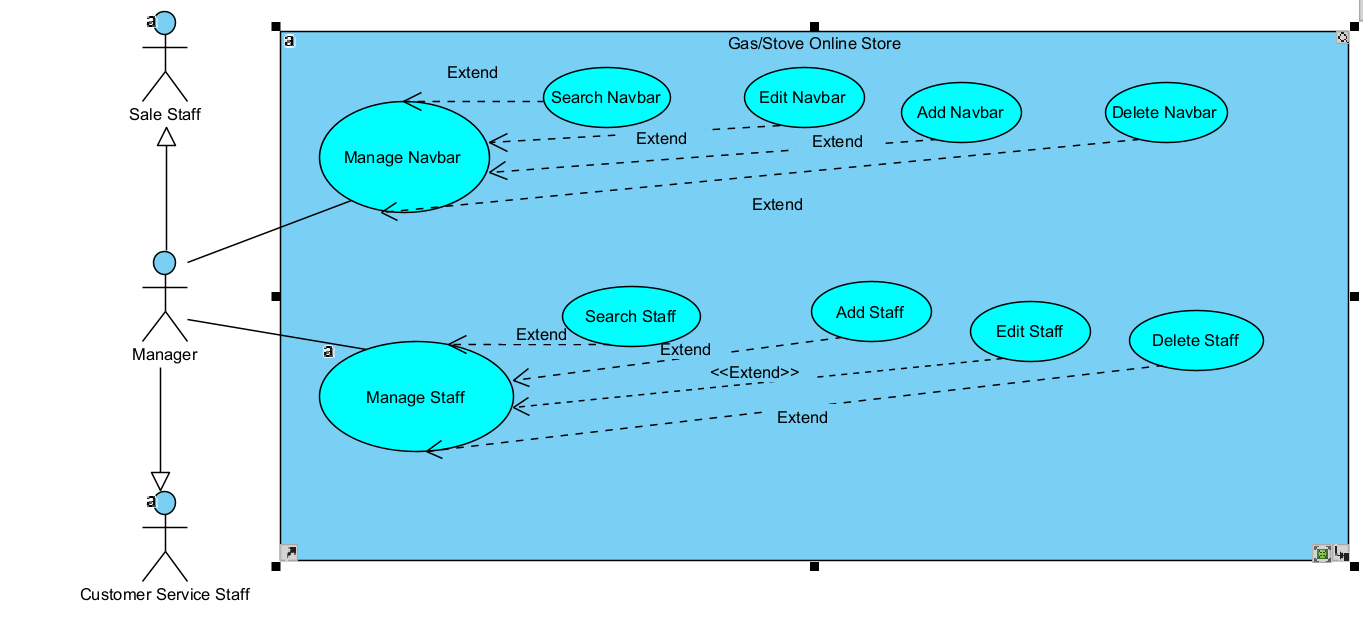 a
Sale Staff
a
Gas/Stove Online Store
Extend
Search Navbar
Edit Navbar
Add Navbar
Delete Navbar
Extend
Extend
Manage Navbar
Extend
Manager
Search Staff
Add Staff
Edit Staff
Delete Staff
Extend
Extend
a
<<Extend>>
Manage Staff
Extend
a
Customer Service Staff